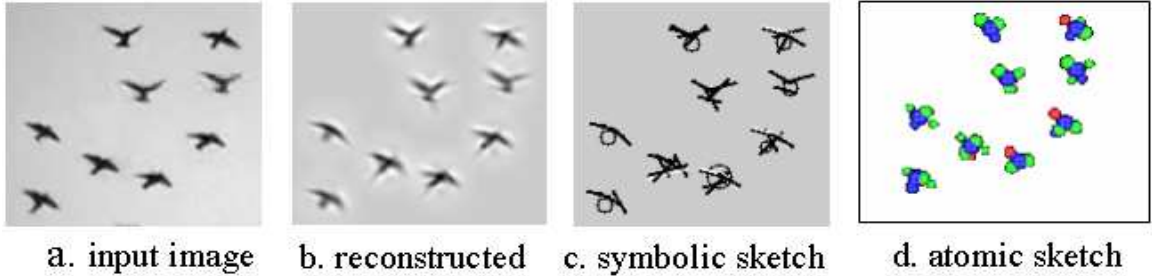 a. input image b. reconstructed c. symbolic sketch d. atomic sketch